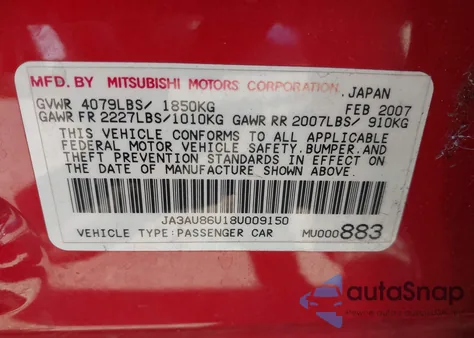 MFD. BY MITSUBISHI MOTORS CORPORATION. JAPAN
GVWR 4079LBS/ 1850KG FEB 2007
GAWR FR 2227LBS/1010KG GAWR RR 2007LBS/ 910KG
THIS VEHICLE CONFORMS TO ALL APPLICABLE
FEDERAL MOTOR VEHICLE SAFETY,BUMPER,AND
THEFT PREVENTION STANDARDS IN EFFECT ON
THE DATE OF MANUFACTURE SHOWN ABOVE.
JA3AU86U18U009150
VEHICLE TYPE:PASSENGER CAR MU000883
autoSnap